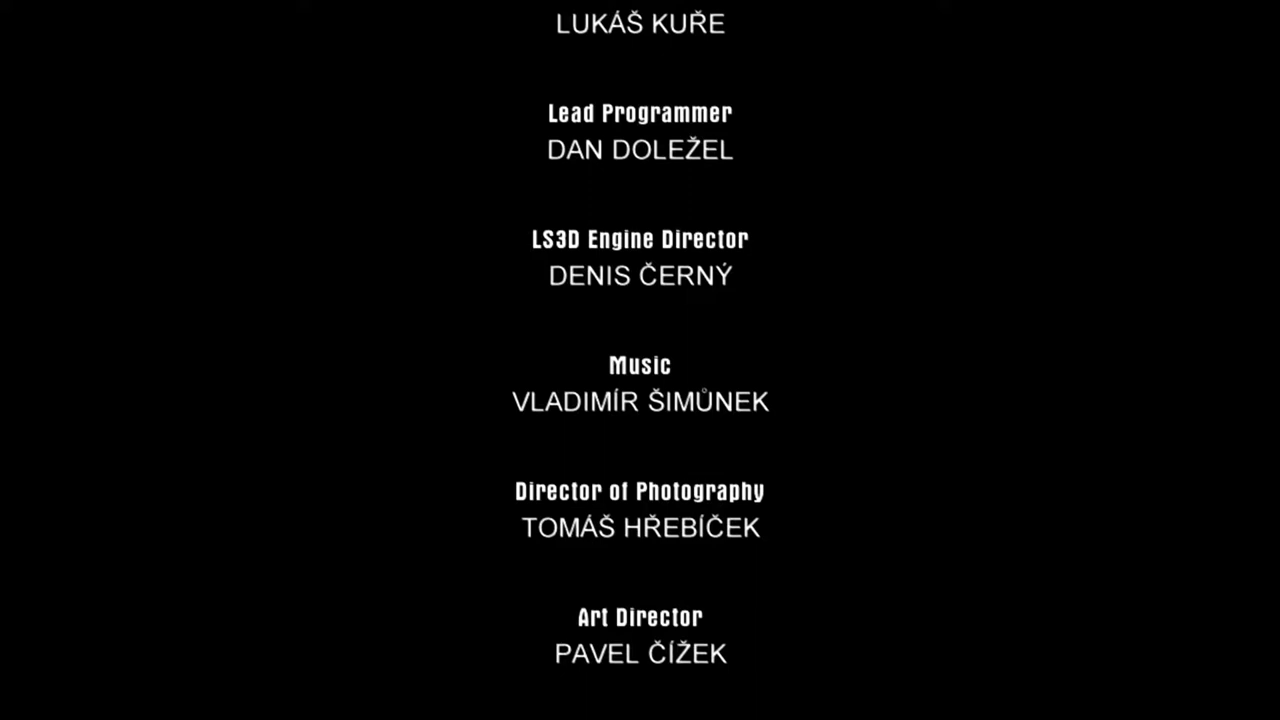 LUKÁŠ KUŘE
Lead Programmer
DAN DOLEŽEL
LS3D Engine Director
DENIS ČERNÝ
Music
VLADIMÍR ŠIMŮNEK
Director of Photography
TOMÁŠ HŘEBÍČEK
Art Director
PAVEL ČÍŽEK